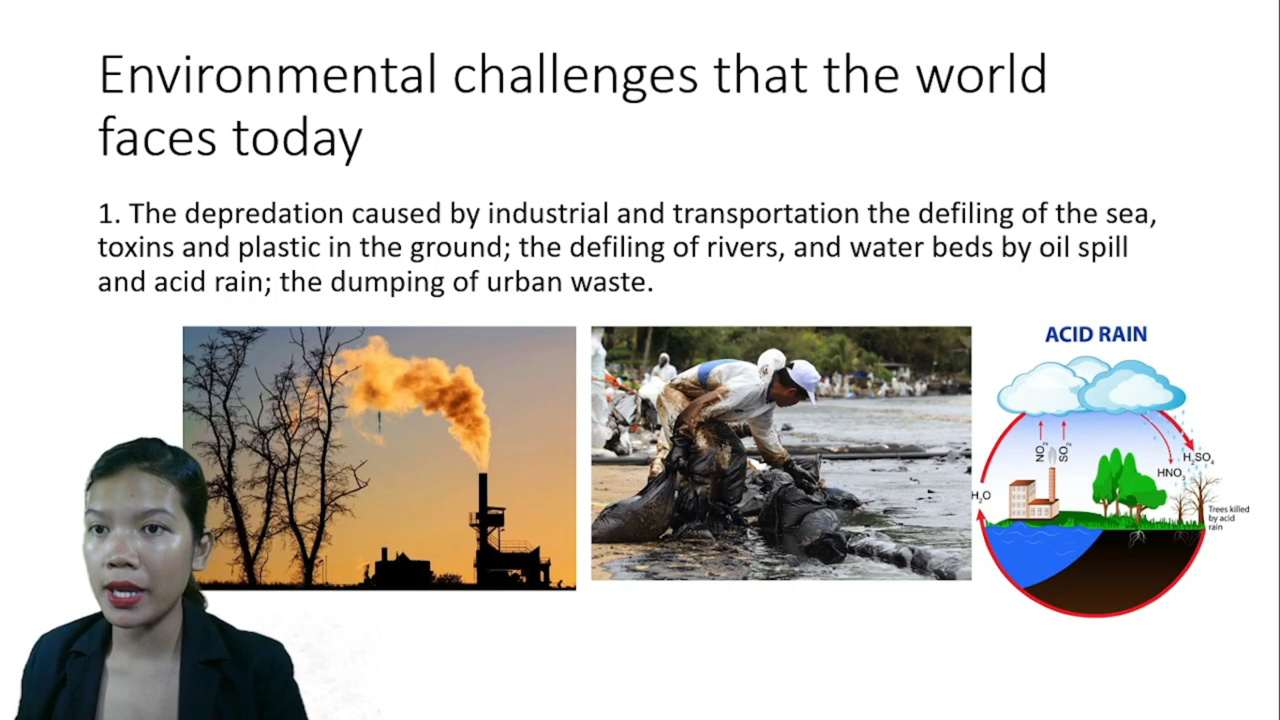 Environmental challenges that the world
faces today
1. The depredation caused by industrial and transportation the defiling of the sea,
toxins and plastic in the ground; the defiling of rivers, and water beds by oil spill
and acid rain; the dumping of urban waste.
ACID RAIN
NO₂
SO₂
H₂SO₄
HNO₃
H₂O
Trees killed
by acid
rain